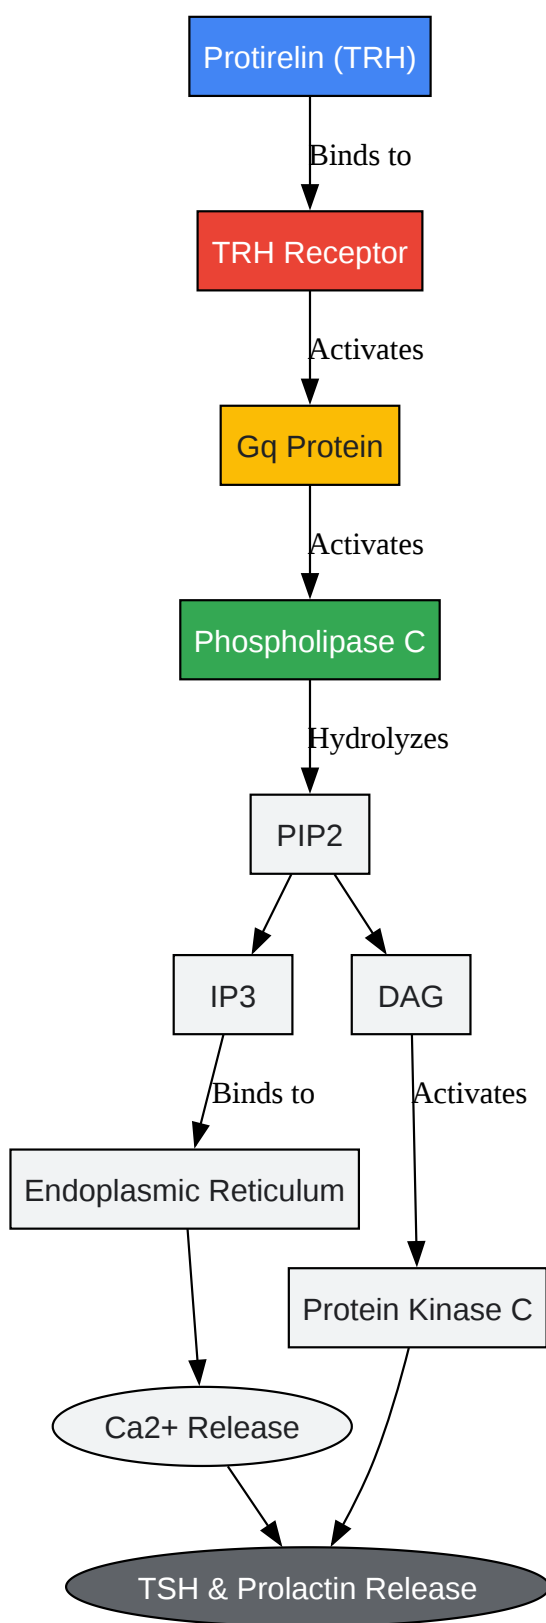 Protirelin (TRH)
Binds to
TRH Receptor
Activates
Gq Protein
Activates
Phospholipase C
Hydrolyzes
PIP2
IP3
DAG
Binds to
Activates
Endoplasmic Reticulum
Protein Kinase C
Ca2+ Release
TSH & Prolactin Release